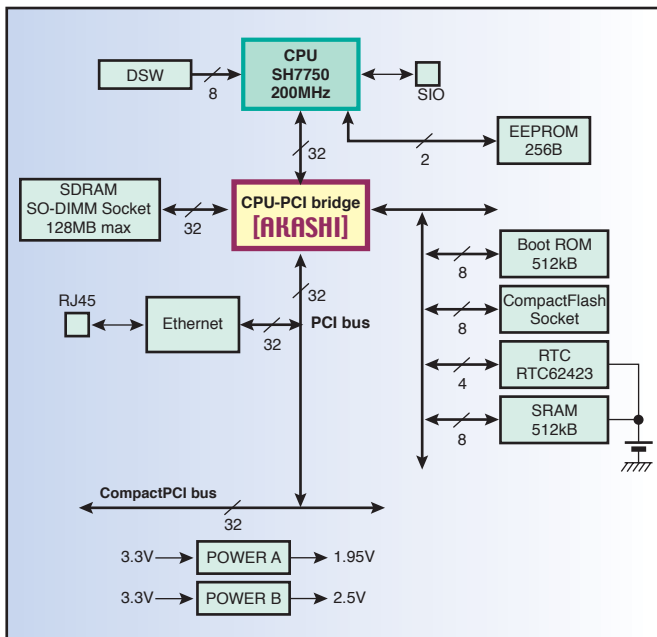 CPU
SH7750
200MHz
DSW
8
SIO
EEPROM
256B
2
32
SDRAM
SO-DIMM Socket
128MB max
32
CPU-PCI bridge
[AKASHI]
Boot ROM
512kB
8
CompactFlash
Socket
8
RTC
RTC62423
4
SRAM
512kB
8
RJ45
Ethernet
32
32
PCI bus
CompactPCI bus
32
3.3V
POWER A
1.95V
3.3V
POWER B
2.5V